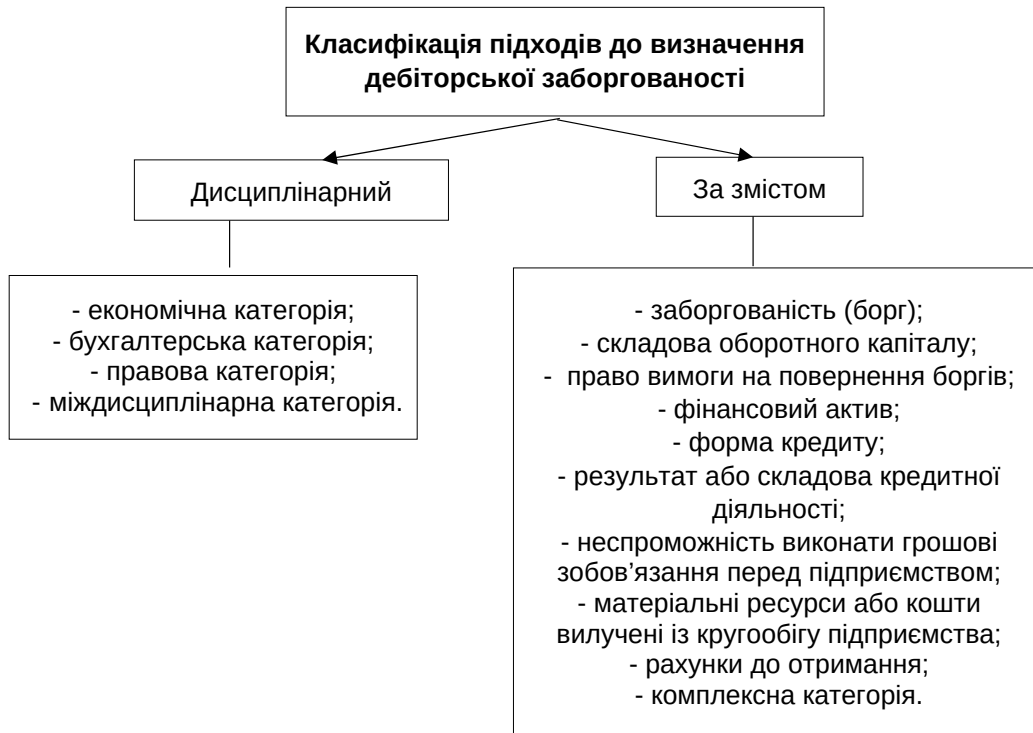 Класифікація підходів до визначення
дебіторської заборгованості
Дисциплінарний
За змістом
- економічна категорія;
- бухгалтерська категорія;
- правова категорія;
- міждисциплінарна категорія.
- заборгованість (борг);
- складова оборотного капіталу;
- право вимоги на повернення боргів;
- фінансовий актив;
- форма кредиту;
- результат або складова кредитної
діяльності;
- неспроможність виконати грошові
зобов’язання перед підприємством;
- матеріальні ресурси або кошти
вилучені із кругообігу підприємства;
- рахунки до отримання;
- комплексна категорія.